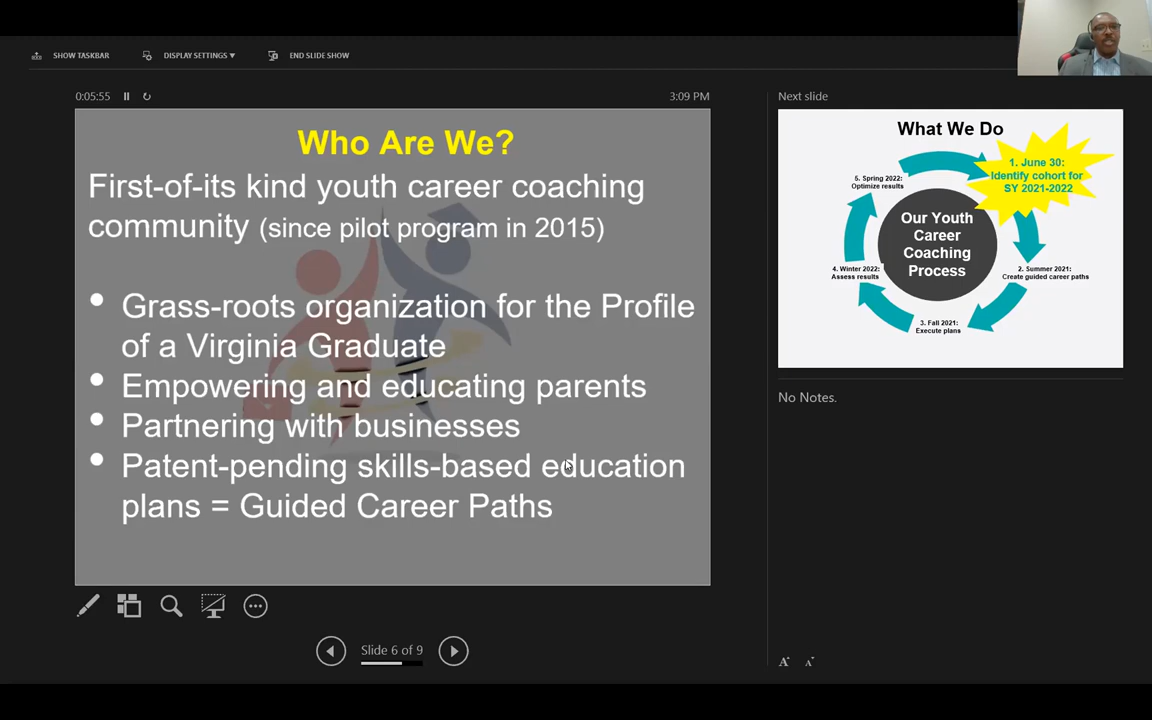 SHOW TASKBAR
DISPLAY SETTINGS ▾
END SLIDE SHOW
0:05:55
3:09 PM
Who Are We?
First-of-its kind youth career coaching
community (since pilot program in 2015)
• Grass-roots organization for the Profile
of a Virginia Graduate
• Empowering and educating parents
• Partnering with businesses
• Patent-pending skills-based education
plans = Guided Career Paths
Slide 6 of 9
Next slide
What We Do
1. June 30:
Identify cohort for
SY 2021-2022
5. Spring 2022:
Optimize results
Our Youth
Career
Coaching
Process
4. Winter 2022:
Assess results
2. Summer 2021:
Create guided career paths
3. Fall 2021:
Execute plans
No Notes.
A
A